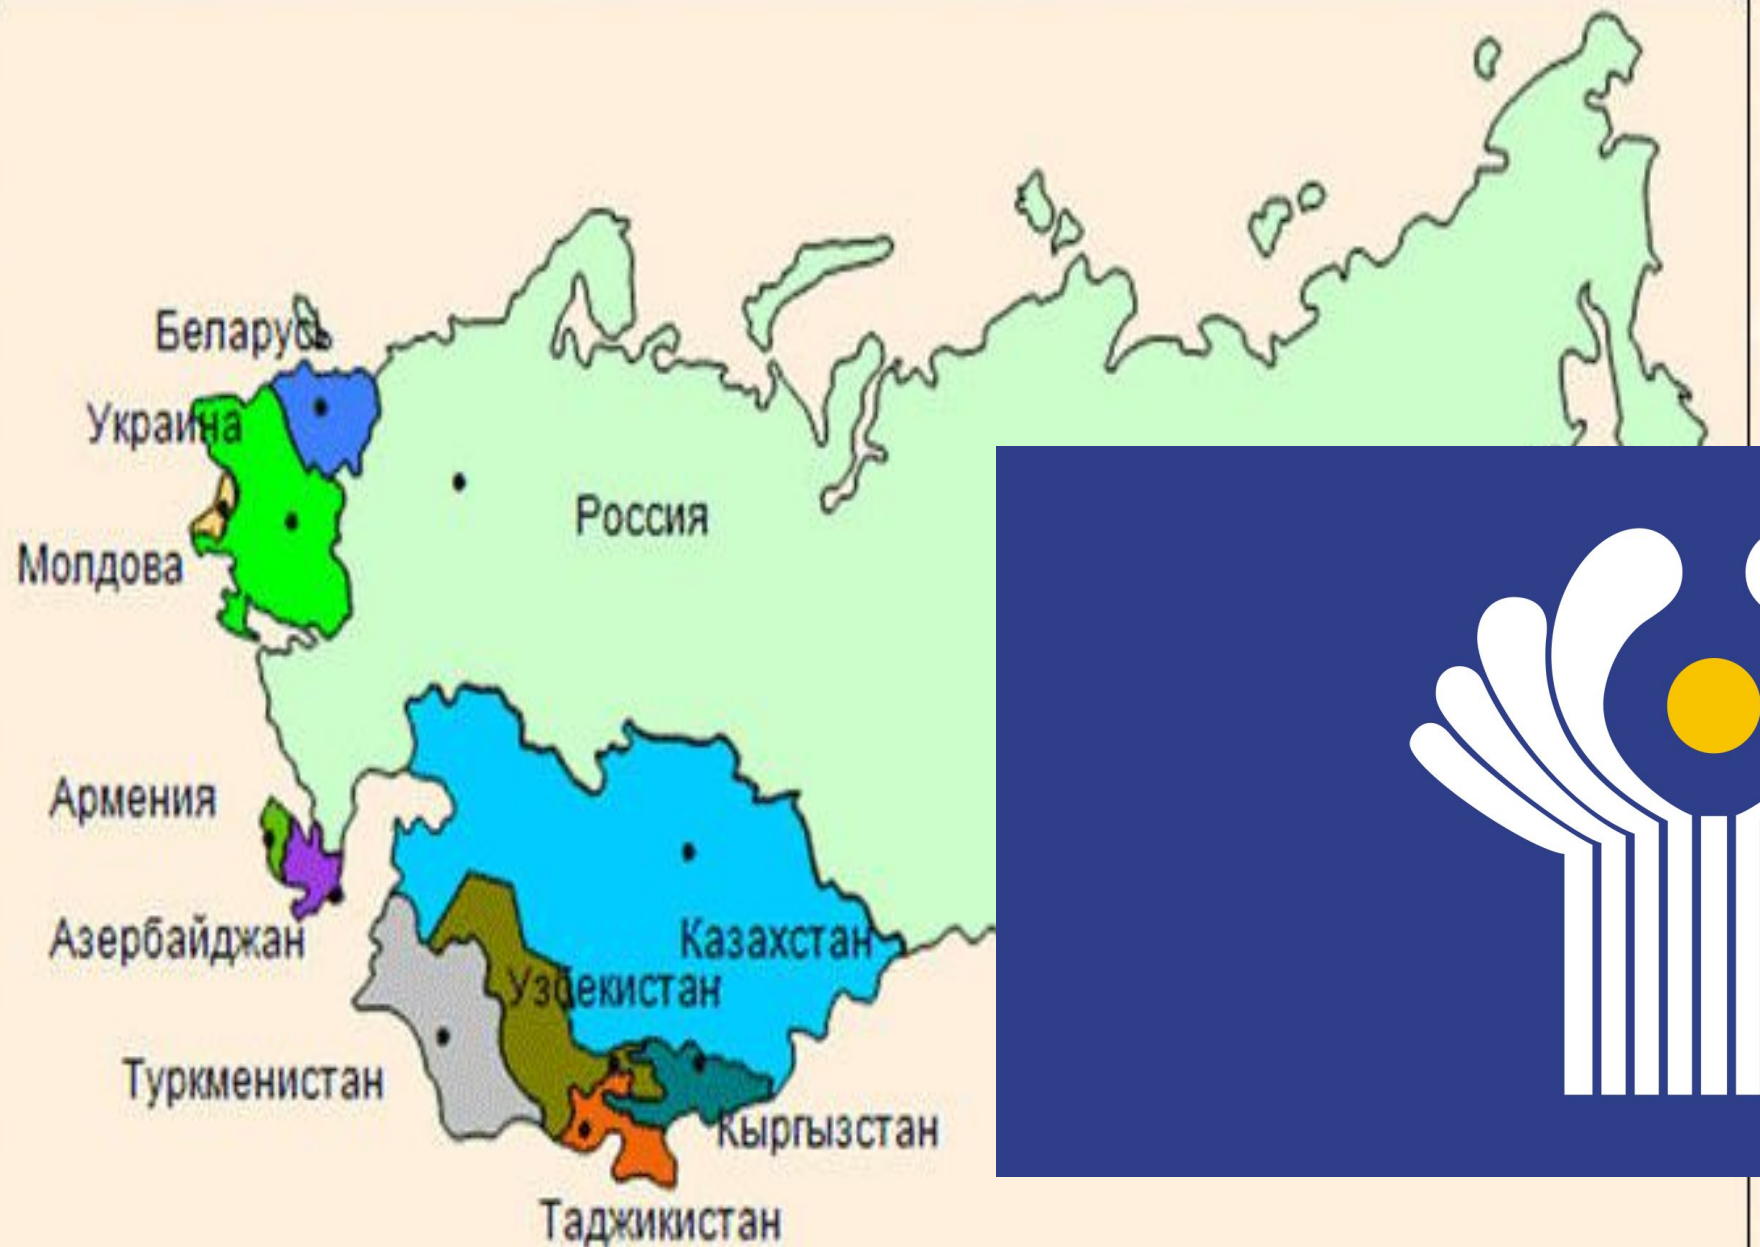 Беларусь
Украина
Россия
Молдова
Армения
Азербайджан
Казахстан
Узбекистан
Туркменистан
Кыргызстан
Таджикистан